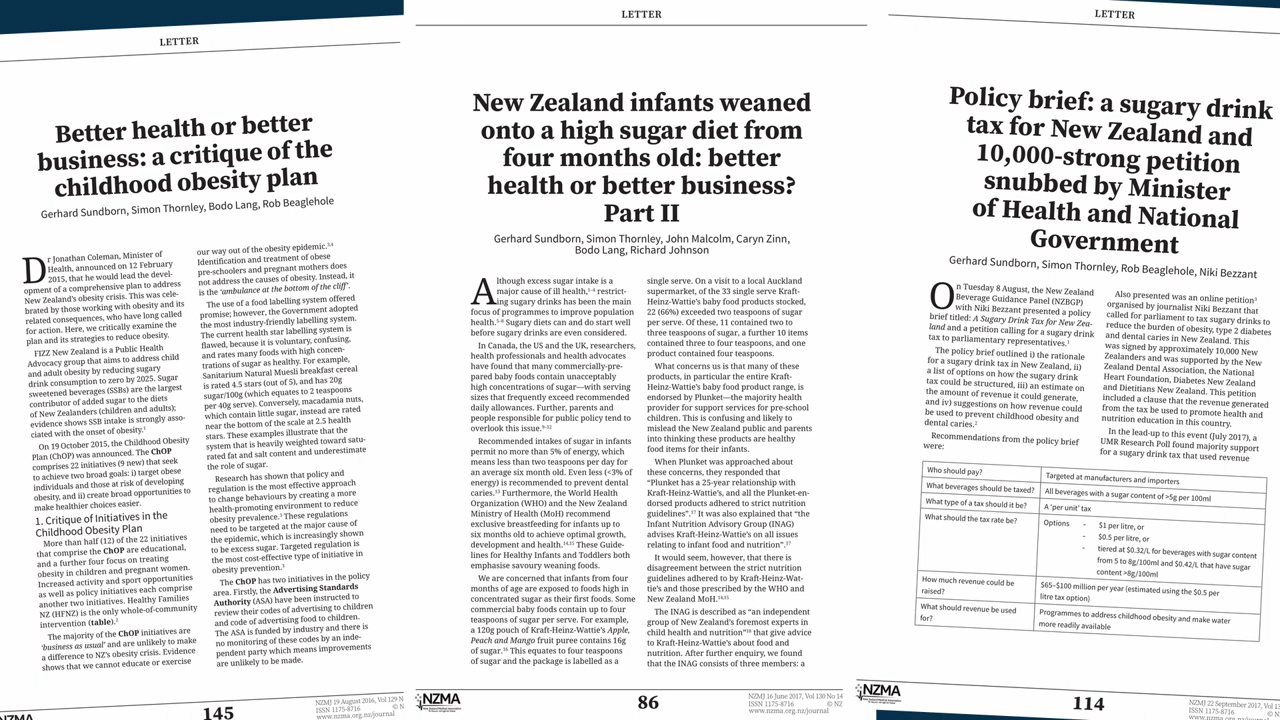 LETTER
Better health or better
business: a critique of the
childhood obesity plan
Gerhard Sundborn, Simon Thornley, Bodo Lang, Rob Beaglehole
Dr Jonathan Coleman, Minister of
Health, announced on 12 February
2015, that he would lead the devel-
opment of a comprehensive plan to address
New Zealand's obesity crisis. This was cele-
brated by those working with obesity and its
related consequences, who have long called
for action. Here, we critically examine the
plan and its strategies to reduce obesity.
FIZZ New Zealand is a Public Health
Advocacy group that aims to address child
and adult obesity by reducing sugary
drink consumption to zero by 2025. Sugar
sweetened beverages (SSBs) are the largest
contributor of added sugar to the diets
of New Zealanders (children and adults);
evidence shows SSB intake is strongly asso-
ciated with the onset of obesity.¹
On 19 October 2015, the Childhood Obesity
Plan (ChOP) was announced. The ChOP
comprises 22 initiatives (9 new) that seek
to achieve two broad goals: i) target obese
individuals and those at risk of developing
obesity, and ii) create broad opportunities to
make healthier choices easier.
1. Critique of Initiatives in the
Childhood Obesity Plan
More than half (12) of the 22 initiatives
that comprise the ChOP are educational,
and a further four focus on treating
obesity in children and pregnant women.
Increased activity and sport opportunities
as well as policy initiatives each comprise
another two initiatives. Healthy Families
NZ (HFNZ) is the only whole-of-community
intervention (table).²
The majority of the ChOP initiatives are
'business as usual' and are unlikely to make
a difference to NZ's obesity crisis. Evidence
shows that we cannot educate or exercise
our way out of the obesity epidemic.³,⁴
Identification and treatment of obese
pre-schoolers and pregnant mothers does
not address the causes of obesity. Instead, it
is the 'ambulance at the bottom of the cliff'.
The use of a food labelling system offered
promise; however, the Government adopted
the most industry-friendly labelling system.
The current health star labelling system is
flawed, because it is voluntary, confusing,
and rates many foods with high concen-
trations of sugar as healthy. For example,
Sanitarium Natural Muesli breakfast cereal
is rated 4.5 stars (out of 5), and has 20g
sugar/100g (which equates to 2 teaspoons
per 40g serve). Conversely, macadamia nuts,
which contain little sugar, instead are rated
near the bottom of the scale at 2.5 health
stars. These examples illustrate that the
system that is heavily weighted toward satu-
rated fat and salt content and underestimate
the role of sugar.
Research has shown that policy and
regulation is the most effective approach
to change behaviours by creating a more
health-promoting environment to reduce
obesity prevalence.³ These regulations
need to be targeted at the major cause of
the epidemic, which is increasingly shown
to be excess sugar. Targeted regulation is
the most cost-effective type of initiative in
obesity prevention.³
The ChOP has two initiatives in the policy
area. Firstly, the Advertising Standards
Authority (ASA) have been instructed to
review their codes of advertising to children
and code of advertising food to children.
The ASA is funded by industry and there is
no monitoring of these codes by an inde-
pendent party which means improvements
are unlikely to be made.
NZMA
145
NZMJ 19 August 2016, Vol 129 N
ISSN 1175-8716
© N
www.nzma.org.nz/journal
LETTER
New Zealand infants weaned
onto a high sugar diet from
four months old: better
health or better business?
Part II
Gerhard Sundborn, Simon Thornley, John Malcolm, Caryn Zinn,
Bodo Lang, Richard Johnson
Although excess sugar intake is a
major cause of ill health,¹⁻⁴ restrict-
ing sugary drinks has been the main
focus of programmes to improve population
health.⁵⁻⁸ Sugary diets can and do start well
before sugary drinks are even considered.
In Canada, the US and the UK, researchers,
health professionals and health advocates
have found that many commercially-pre-
pared baby foods contain unacceptably
high concentrations of sugar—with serving
sizes that frequently exceed recommended
daily allowances. Further, parents and
people responsible for public policy tend to
overlook this issue.⁹⁻¹²
Recommended intakes of sugar in infants
permit no more than 5% of energy, which
means less than two teaspoons per day for
an average six month old. Even less (<3% of
energy) is recommended to prevent dental
caries.¹³ Furthermore, the World Health
Organization (WHO) and the New Zealand
Ministry of Health (MoH) recommend
exclusive breastfeeding for infants up to
six months old to achieve optimal growth,
development and health.¹⁴,¹⁵ These Guide-
lines for Healthy Infants and Toddlers both
emphasise savoury weaning foods.
We are concerned that infants from four
months of age are exposed to foods high in
concentrated sugar as their first foods. Some
commercial baby foods contain up to four
teaspoons of sugar per serve. For example,
a 120g pouch of Kraft-Heinz-Wattie's Apple,
Peach and Mango fruit puree contains 16g
of sugar.¹⁶ This equates to four teaspoons
of sugar and the package is labelled as a
single serve. On a visit to a local Auckland
supermarket, of the 33 single serve Kraft-
Heinz-Wattie's baby food products stocked,
22 (66%) exceeded two teaspoons of sugar
per serve. Of these, 11 contained two to
three teaspoons of sugar, a further 10 items
contained three to four teaspoons, and one
product contained four teaspoons.
What concerns us is that many of these
products, in particular the entire Kraft-
Heinz-Wattie's baby food product range, is
endorsed by Plunket—the majority health
provider for support services for pre-school
children. This is confusing and likely to
mislead the New Zealand public and parents
into thinking these products are healthy
food items for their infants.
When Plunket was approached about
these concerns, they responded that
"Plunket has a 25-year relationship with
Kraft-Heinz-Wattie's, and all the Plunket-en-
dorsed products adhered to strict nutrition
guidelines".¹⁷ It was also explained that "the
Infant Nutrition Advisory Group (INAG)
advises Kraft-Heinz-Wattie's on all issues
relating to infant food and nutrition".¹⁷
It would seem, however, that there is
disagreement between the strict nutrition
guidelines adhered to by Kraft-Heinz-Wat-
tie's and those prescribed by the WHO and
New Zealand MoH.¹⁴,¹⁵
The INAG is described as "an independent
group of New Zealand's foremost experts in
child health and nutrition"¹⁸ that give advice
to Kraft-Heinz-Wattie's about food and
nutrition. After further enquiry, we found
that the INAG consists of three members: a
NZMA
86
NZMJ 16 June 2017, Vol 130 No 14
ISSN 1175-8716
© NZ
www.nzma.org.nz/journal
LETTER
Policy brief: a sugary drink
tax for New Zealand and
10,000-strong petition
snubbed by Minister
of Health and National
Government
Gerhard Sundborn, Simon Thornley, Rob Beaglehole, Niki Bezzant
On Tuesday 8 August, the New Zealand
Beverage Guidance Panel (NZBGP)
with Niki Bezzant presented a policy
brief titled: A Sugary Drink Tax for New Zea-
land and a petition calling for a sugary drink
tax to parliamentary representatives.¹
The policy brief outlined i) the rationale
for a sugary drink tax in New Zealand, ii)
a list of options on how the sugary drink
tax could be structured, iii) an estimate on
the amount of revenue it could generate,
and iv) suggestions on how revenue could
be used to prevent childhood obesity and
dental caries.²
Recommendations from the policy brief
were:
Also presented was an online petition³
organised by journalist Niki Bezzant that
called for parliament to tax sugary drinks to
reduce the burden of obesity, type 2 diabetes
and dental caries in New Zealand. This
was signed by approximately 10,000 New
Zealanders and was supported by the New
Zealand Dental Association, the National
Heart Foundation, Diabetes New Zealand
and Dietitians New Zealand. This petition
included a clause that the revenue generated
from the tax be used to promote health and
nutrition education in this country.
In the lead-up to this event (July 2017), a
UMR Research Poll found majority support
for a sugary drink tax that used revenue
Who should pay? Targeted at manufacturers and importers
What beverages should be taxed? All beverages with a sugar content of >5g per 100ml
What type of a tax should it be? A 'per unit' tax
What should the tax rate be? Options - $1 per litre, or
- $0.5 per litre, or
- tiered at $0.32/L for beverages with sugar content
from 5 to 8g/100ml and $0.42/L that have sugar
content >8g/100ml
How much revenue could be
raised?
$65–$100 million per year (estimated using the $0.5 per
litre tax option)
What should revenue be used
for?
Programmes to address childhood obesity and make water
more readily available
NZMA
114
NZMJ 22 September 2017, Vol 13
ISSN 1175-8716
© N
www.nzma.org.nz/journal